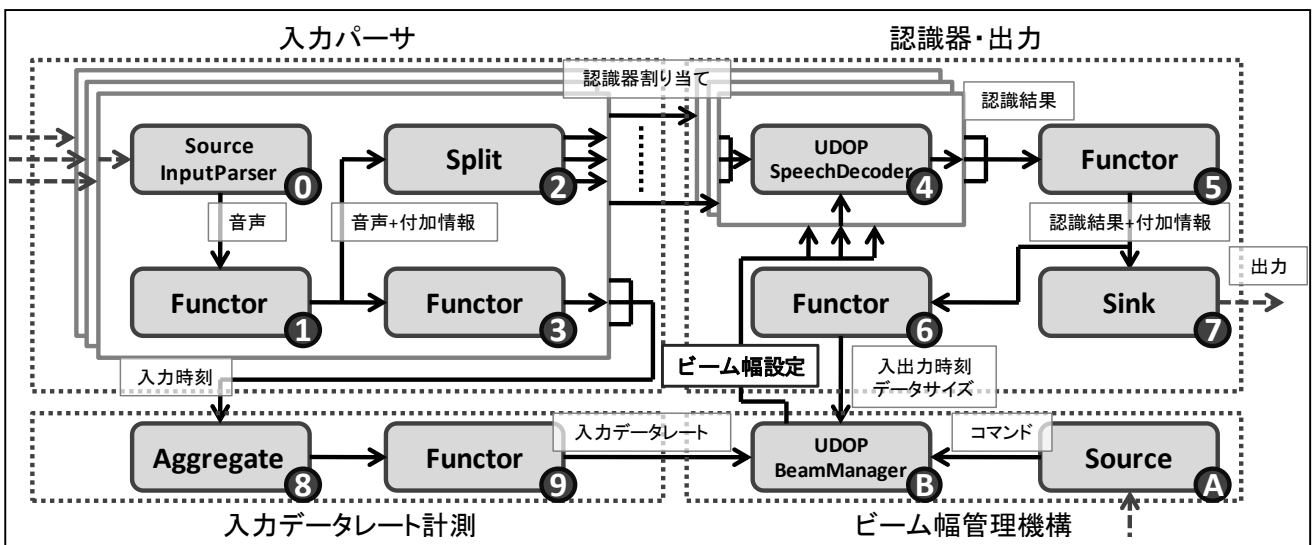 入力パーサ
認識器・出力
認識器割り当て
認識結果
Source
InputParser
0
Split
2
UDOP
SpeechDecoder
4
Functor
5
音声
音声+付加情報
認識結果+付加情報
出力
Functor
1
Functor
3
Functor
6
Sink
7
入力時刻
ビーム幅設定
入出力時刻
データサイズ
Aggregate
8
Functor
9
入力データレート
UDOP
BeamManager
B
コマンド
Source
A
入力データレート計測
ビーム幅管理機構